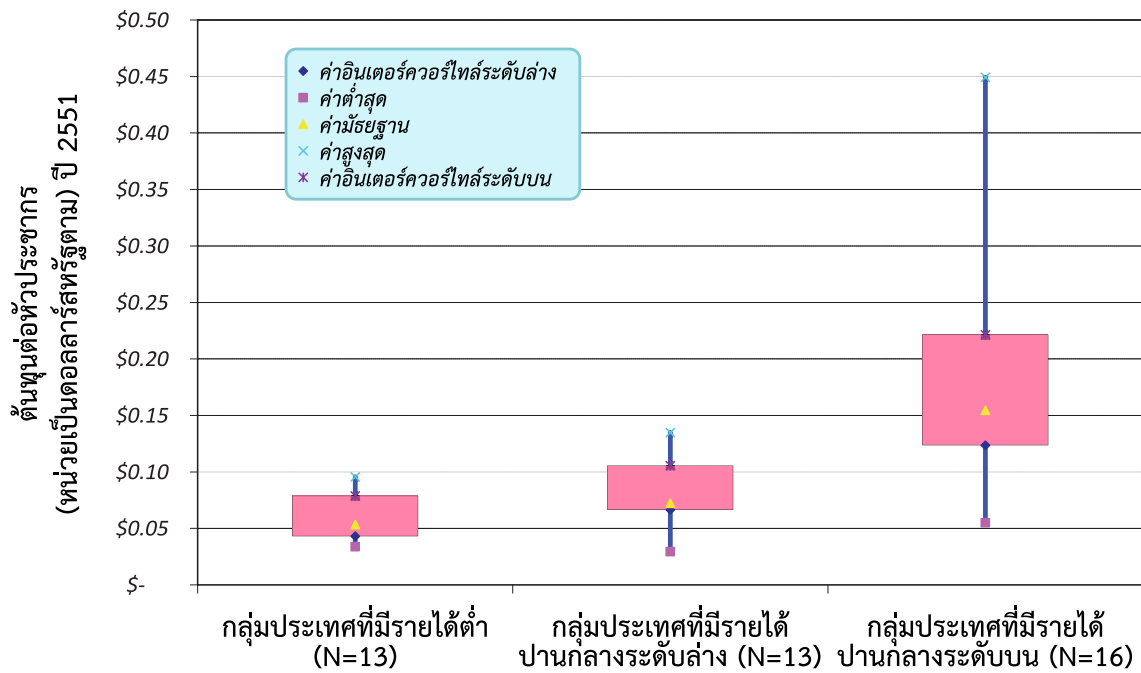 ต้นทุนต่อหัวประชากร
(หน่วยเป็นดอลลาร์สหรัฐตาม) ปี 2551
$0.50
$0.45
$0.40
$0.35
$0.30
$0.25
$0.20
$0.15
$0.10
$0.05
$-
ค่าอินเตอร์ควอร์ไทล์ระดับล่าง
ค่าต่ำสุด
ค่ามัธยฐาน
ค่าสูงสุด
ค่าอินเตอร์ควอร์ไทล์ระดับบน
กลุ่มประเทศที่มีรายได้ต่ำ
(N=13)
กลุ่มประเทศที่มีรายได้
ปานกลางระดับล่าง (N=13)
กลุ่มประเทศที่มีรายได้
ปานกลางระดับบน (N=16)